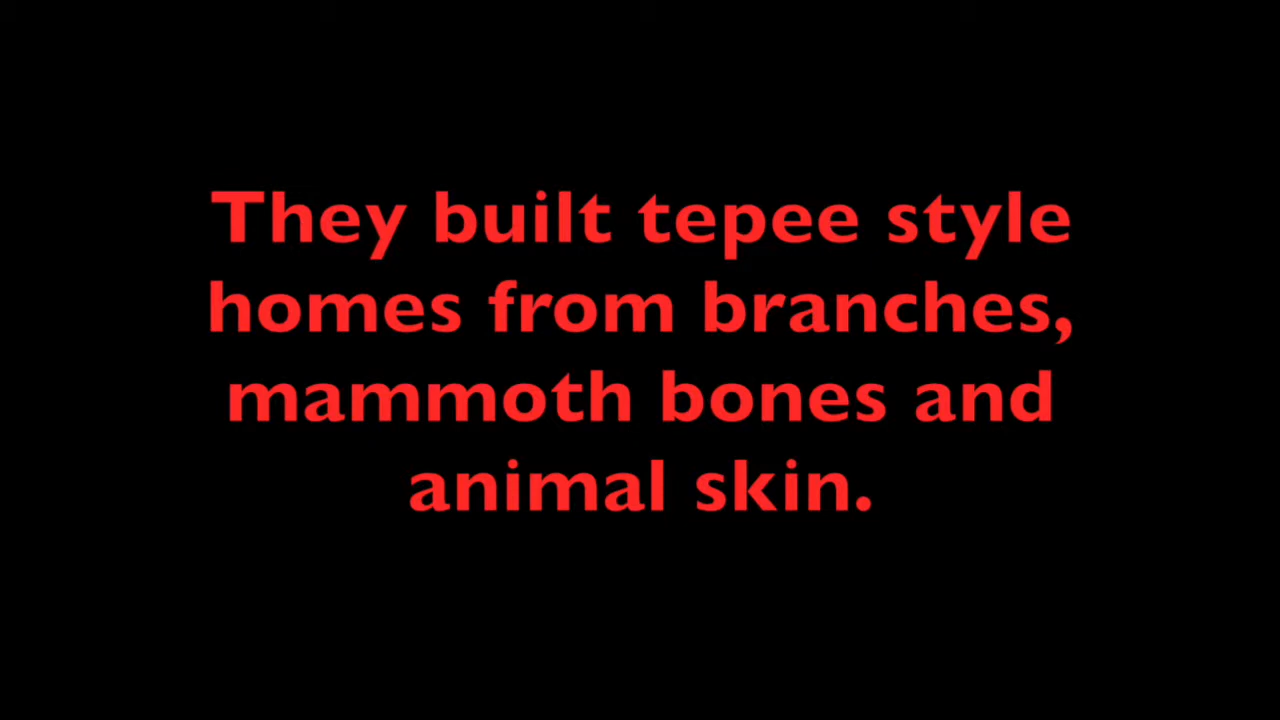 They built tepee style
homes from branches,
mammoth bones and
animal skin.